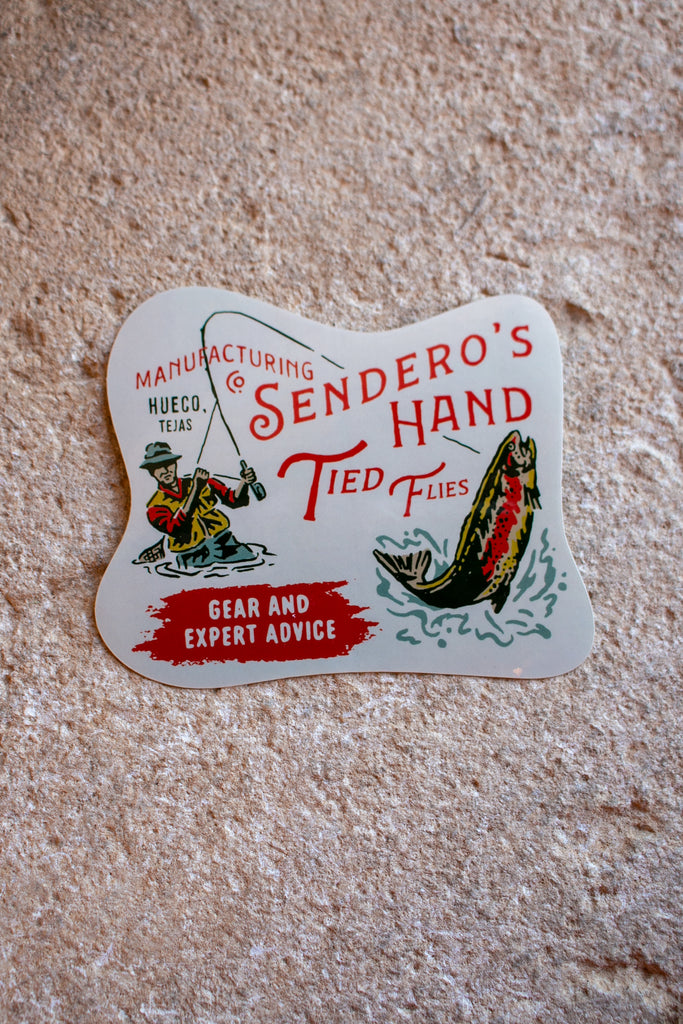 MANUFACTURING
CO
HUECO,
TEJAS
SENDERO'S
HAND
TIED FLIES
GEAR AND
EXPERT ADVICE